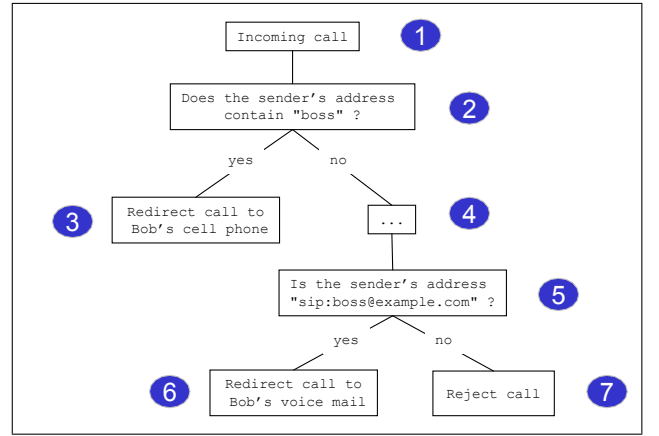 Incoming call
1
Does the sender's address
contain "boss" ?
2
yes
no
3
Redirect call to
Bob's cell phone
...
4
Is the sender's address
"sip:boss@example.com" ?
5
yes
no
6
Redirect call to
Bob's voice mail
Reject call
7